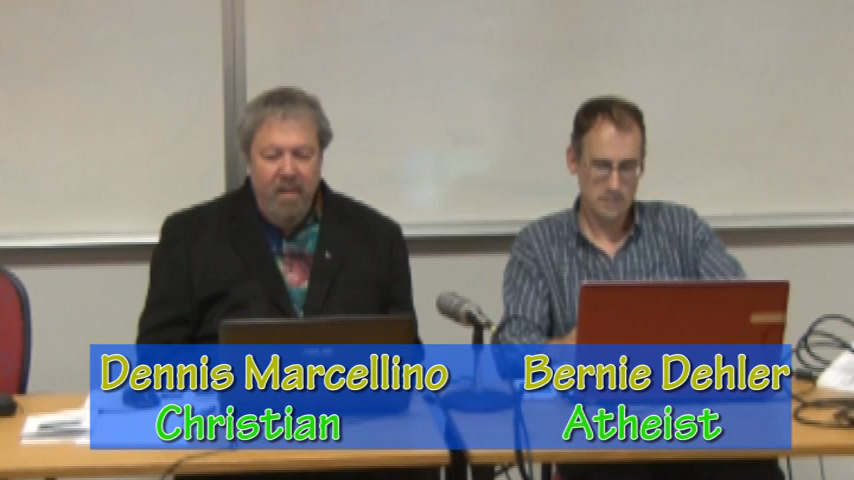 Dennis Marcellino
Christian
Bernie Dehler
Atheist